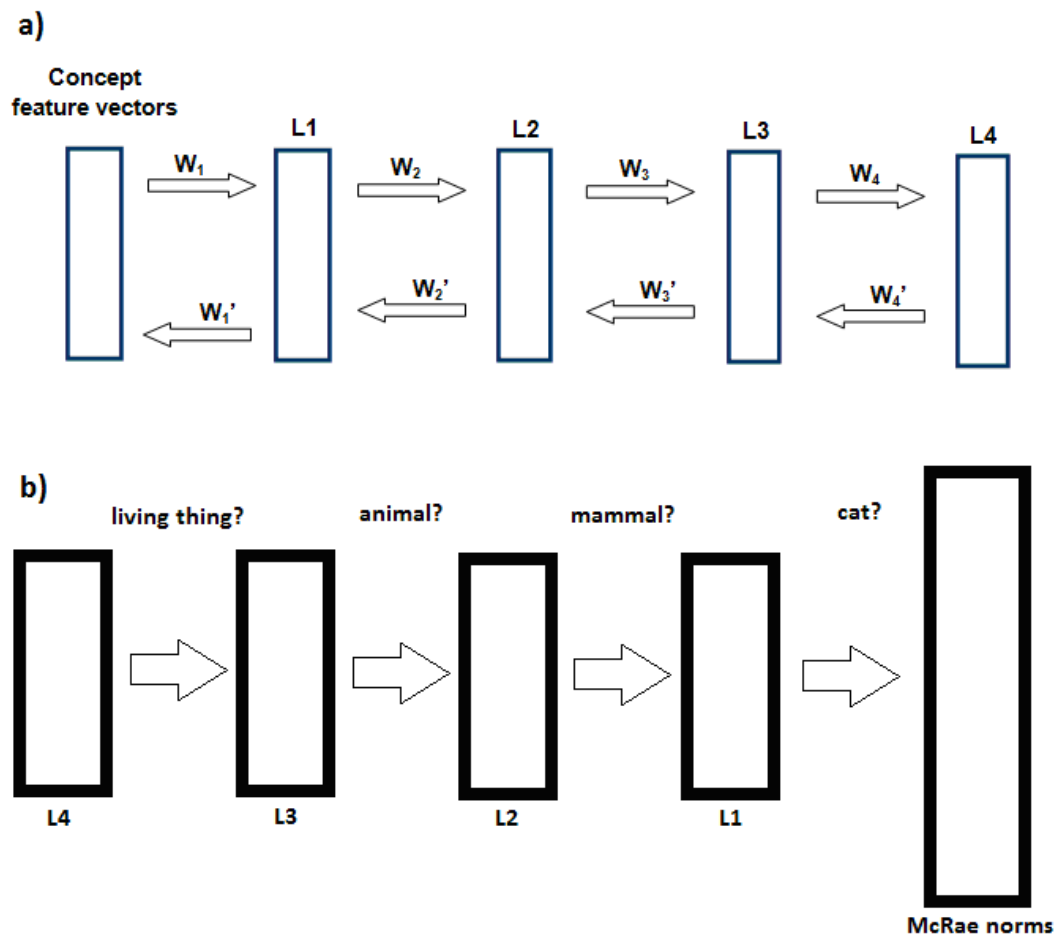 a)
Concept
feature vectors
L1
L2
L3
L4
W₁
W₂
W₃
W₄
W₁’
W₂’
W₃’
W₄’
b)
living thing?
animal?
mammal?
cat?
L4
L3
L2
L1
McRae norms